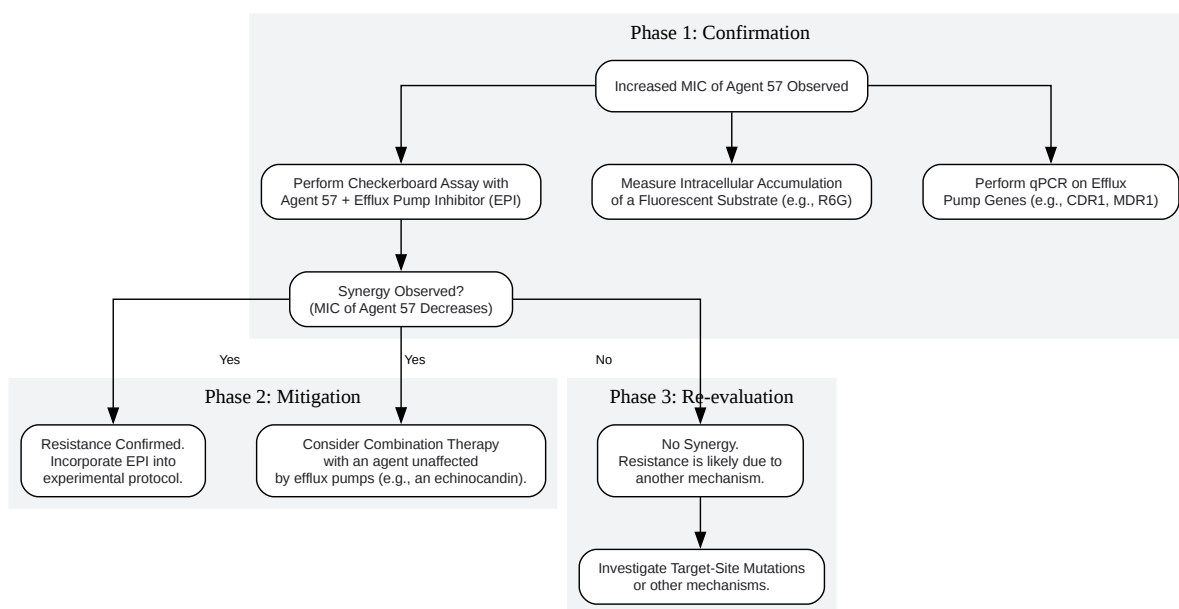 Phase 1: Confirmation
Increased MIC of Agent 57 Observed
Perform Checkerboard Assay with
Agent 57 + Efflux Pump Inhibitor (EPI)
Measure Intracellular Accumulation
of a Fluorescent Substrate (e.g., R6G)
Perform qPCR on Efflux
Pump Genes (e.g., CDR1, MDR1)
Synergy Observed?
(MIC of Agent 57 Decreases)
Yes
Yes
No
Phase 2: Mitigation
Phase 3: Re-evaluation
Resistance Confirmed.
Incorporate EPI into
experimental protocol.
Consider Combination Therapy
with an agent unaffected
by efflux pumps (e.g., an echinocandin).
No Synergy.
Resistance is likely due to
another mechanism.
Investigate Target-Site Mutations
or other mechanisms.